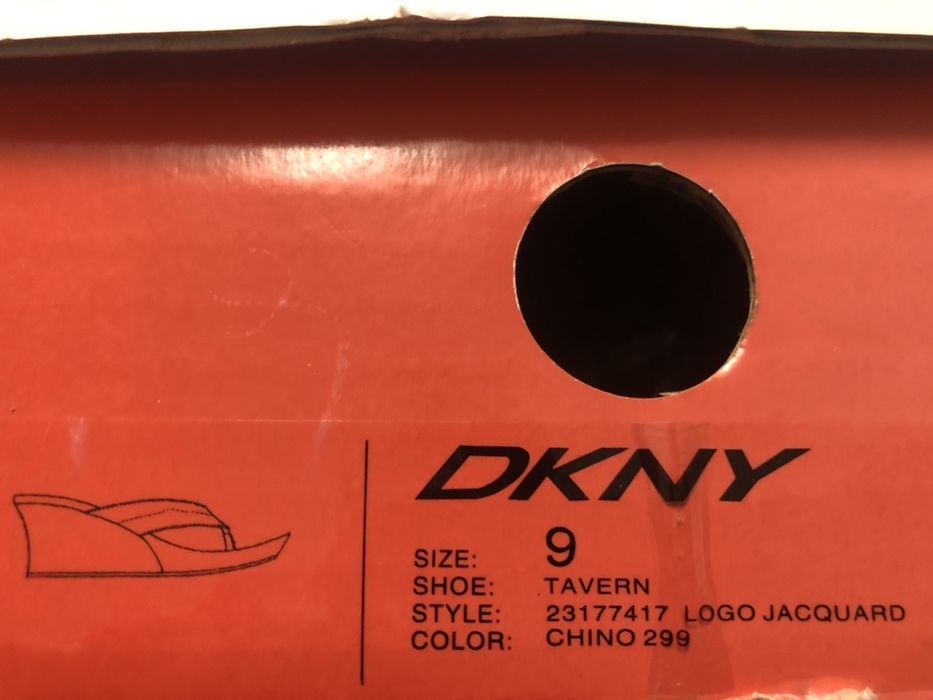 DKNY
SIZE: 9
SHOE: TAVERN
STYLE: 23177417 LOGO JACQUARD
COLOR: CHINO 299